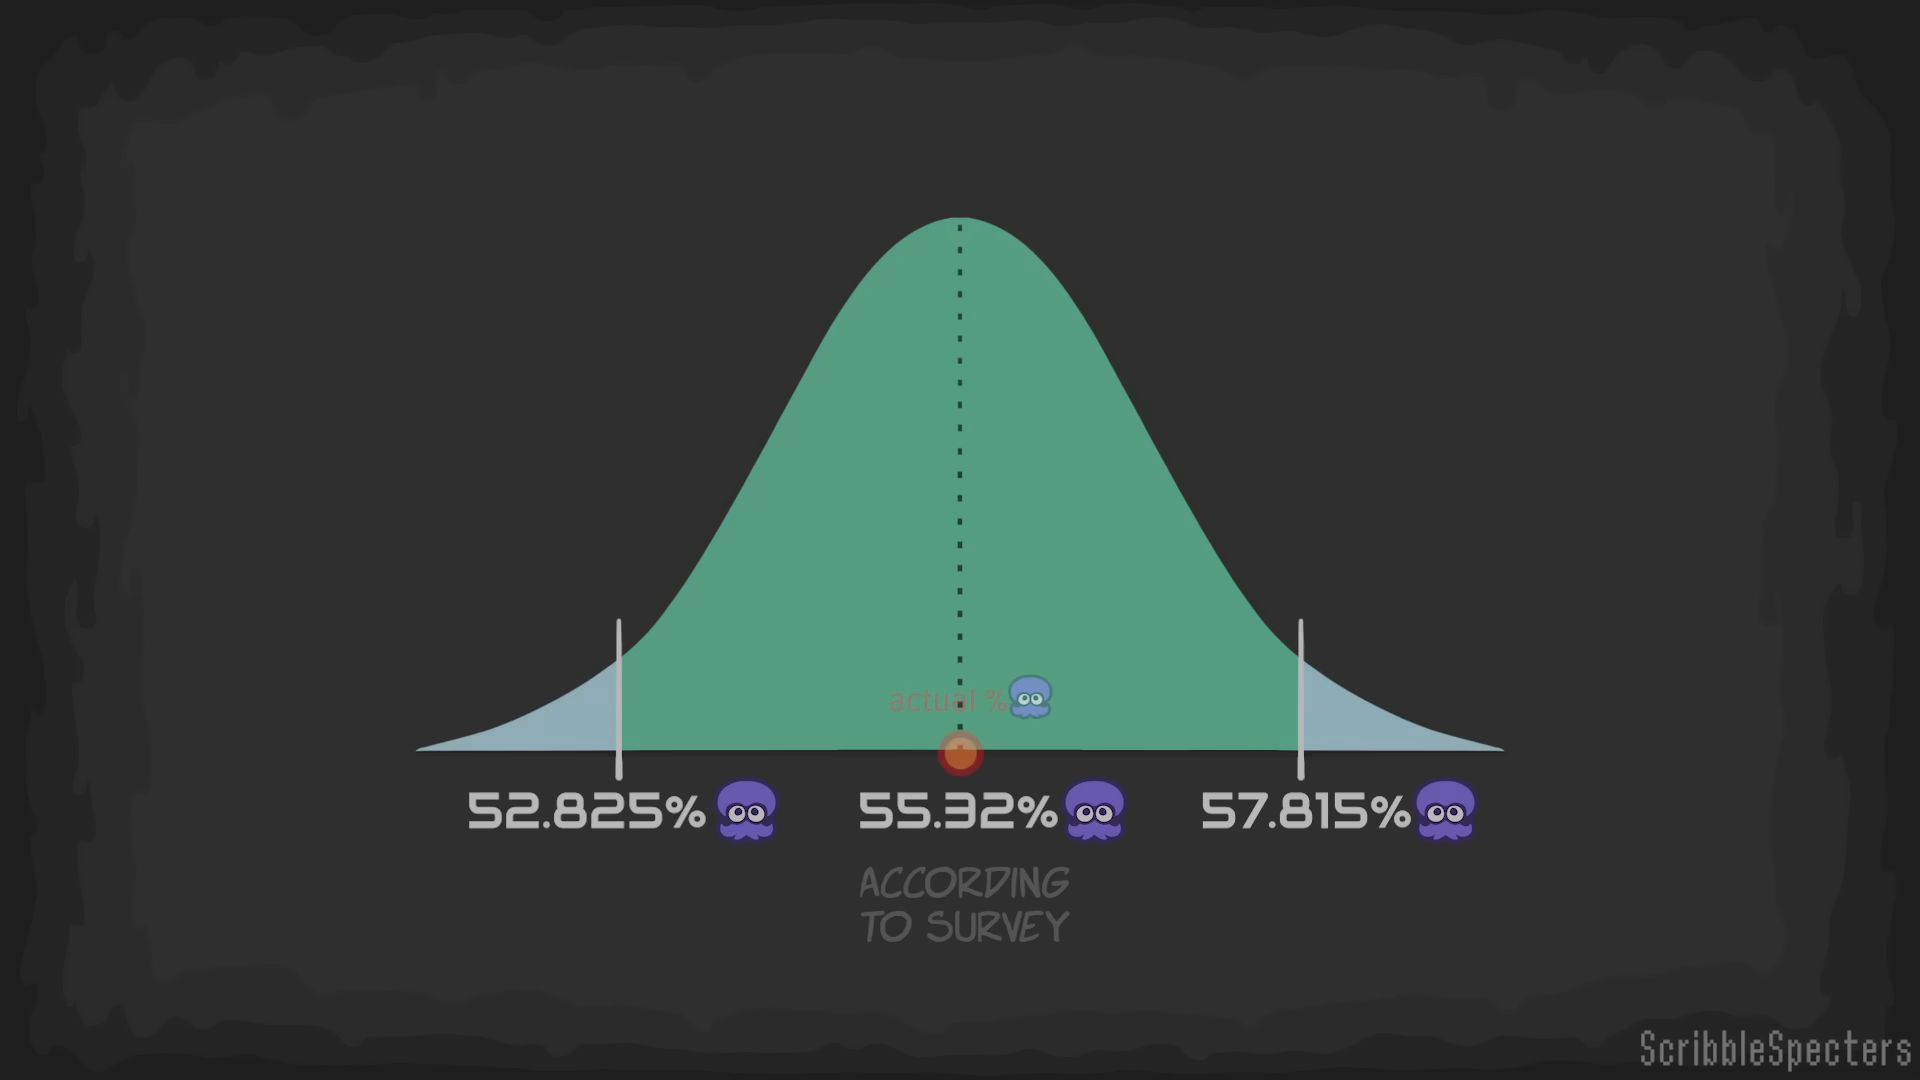 actual %
52.825%
55.32%
57.815%
ACCORDING
TO SURVEY
ScribbleSpecters